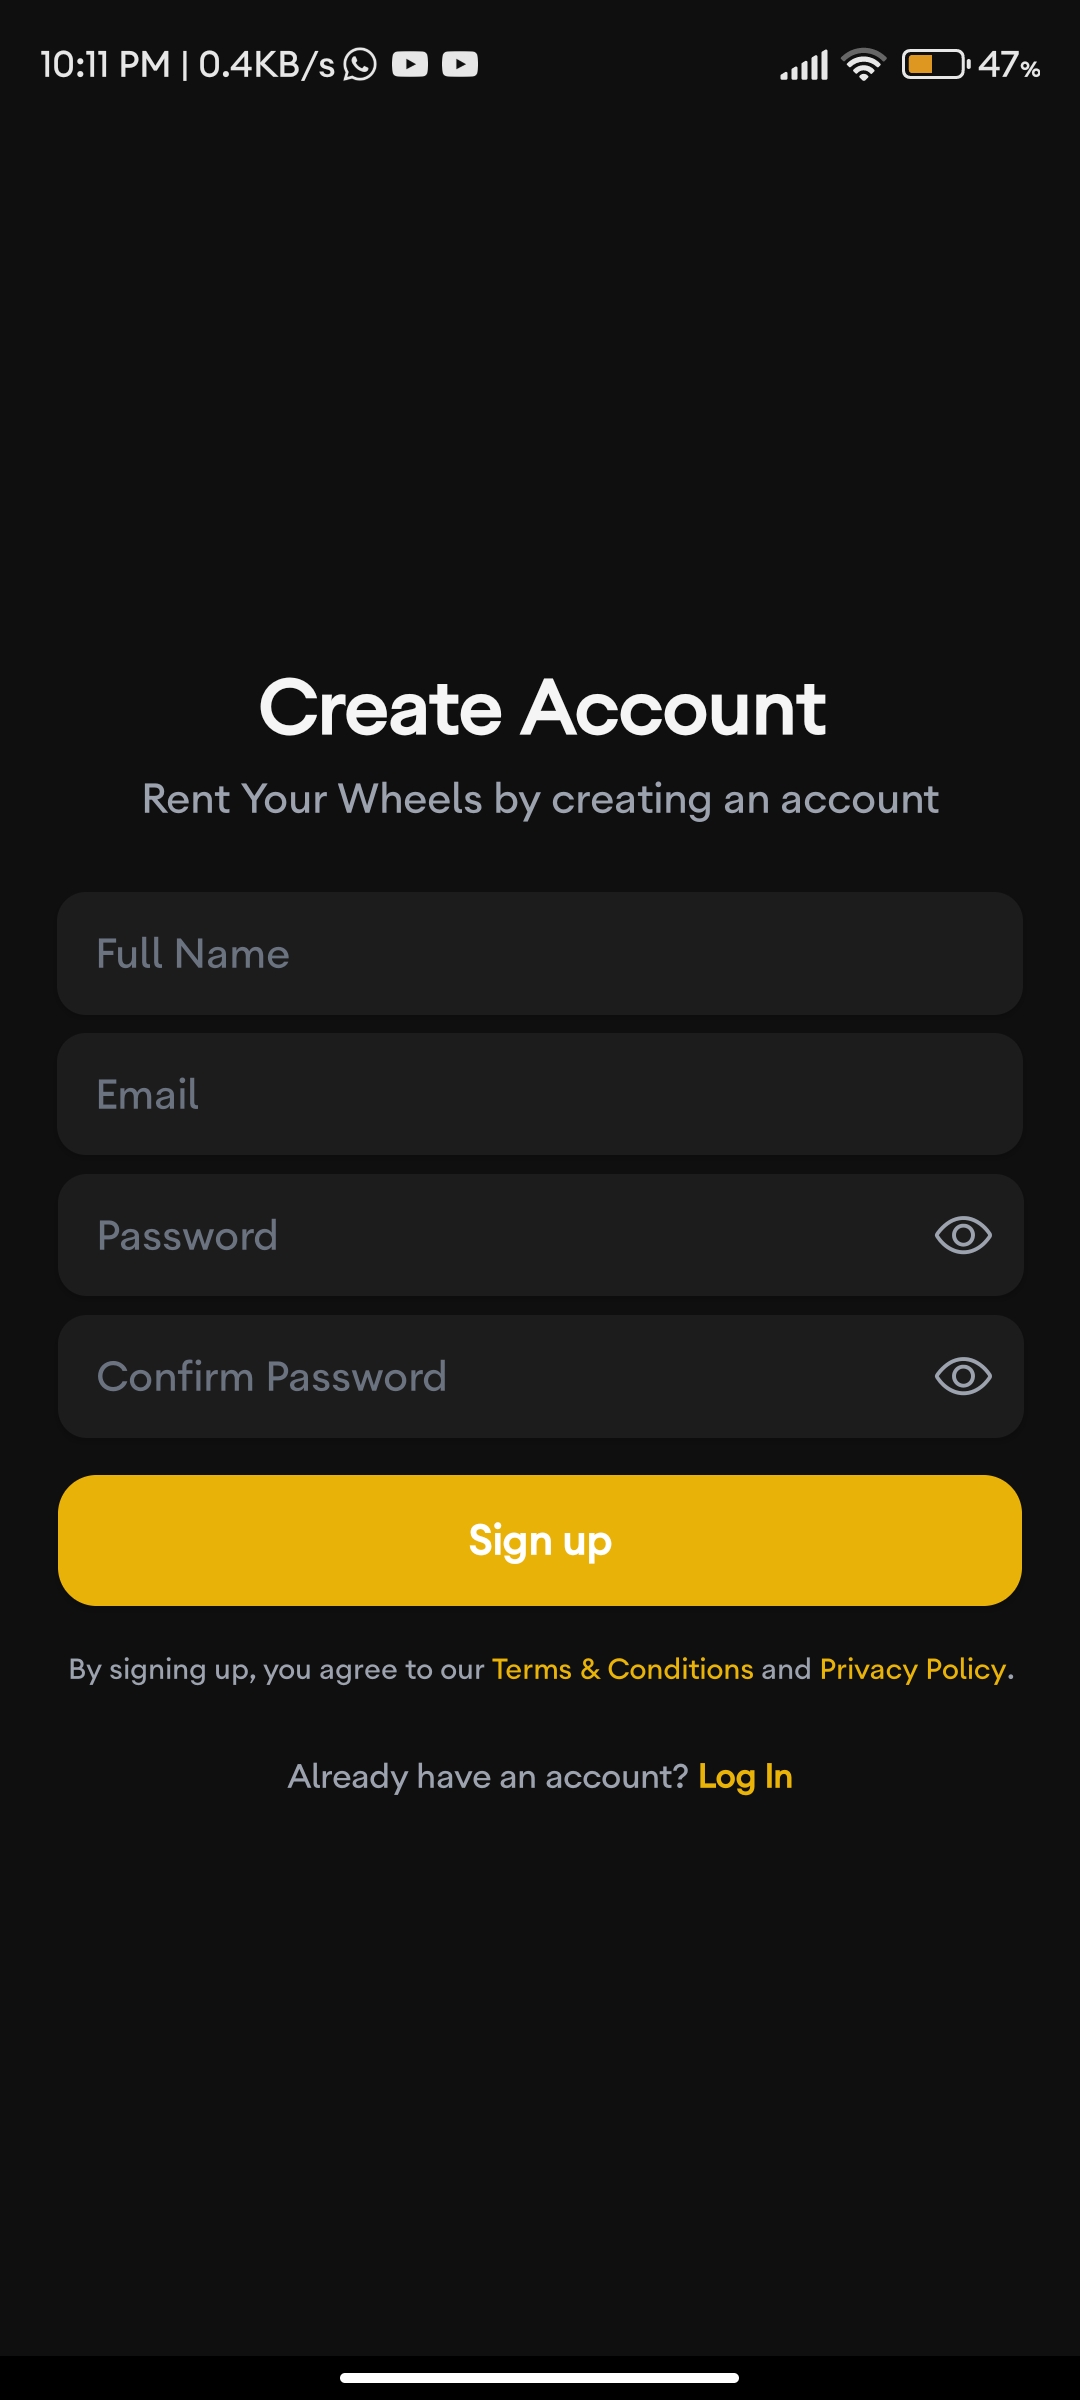 10:11 PM | 0.4KB/s 47%
Create Account
Rent Your Wheels by creating an account
Full Name
Email
Password
Confirm Password
Sign up
By signing up, you agree to our Terms & Conditions and Privacy Policy.
Already have an account? Log In